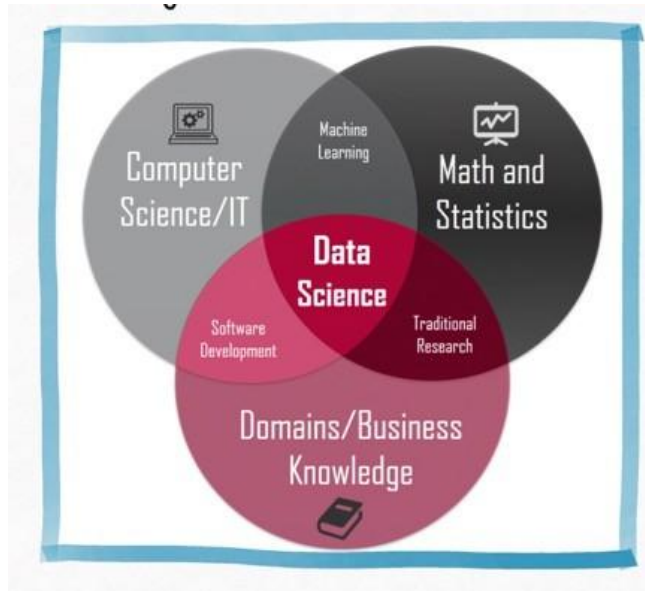 Machine
Learning
Computer
Science/IT
Math and
Statistics
Data
Science
Software
Development
Traditional
Research
Domains/Business
Knowledge